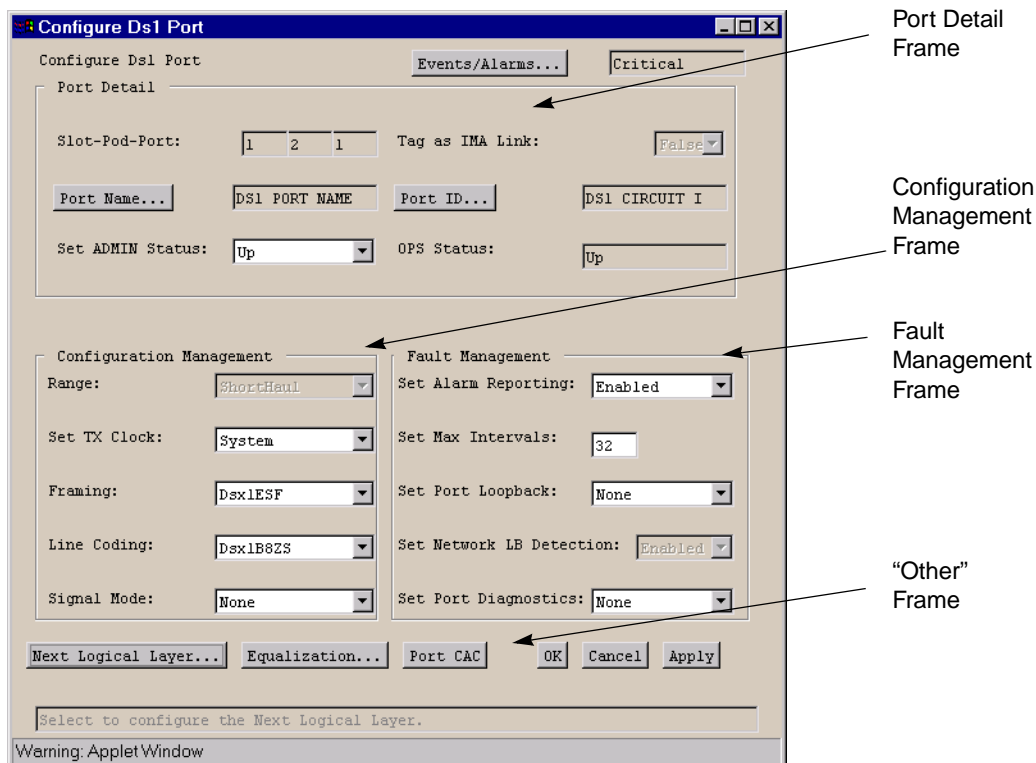 Configure Ds1 Port
Configure Ds1 Port
Events/Alarms...
Critical
Port Detail
Slot-Pod-Port:
1 2 1
Tag as IMA Link:
False
Port Name...
DS1 PORT NAME
Port ID...
DS1 CIRCUIT I
Set ADMIN Status:
Up
OPS Status:
Up
Configuration Management
Range:
ShortHaul
Set TX Clock:
System
Framing:
Dsx1ESF
Line Coding:
Dsx1B8ZS
Signal Mode:
None
Fault Management
Set Alarm Reporting:
Enabled
Set Max Intervals:
32
Set Port Loopback:
None
Set Network LB Detection:
Enabled
Set Port Diagnostics:
None
Next Logical Layer...
Equalization...
Port CAC
OK
Cancel
Apply
Select to configure the Next Logical Layer.
Warning: Applet Window
Port Detail
Frame
Configuration
Management
Frame
Fault
Management
Frame
“Other”
Frame